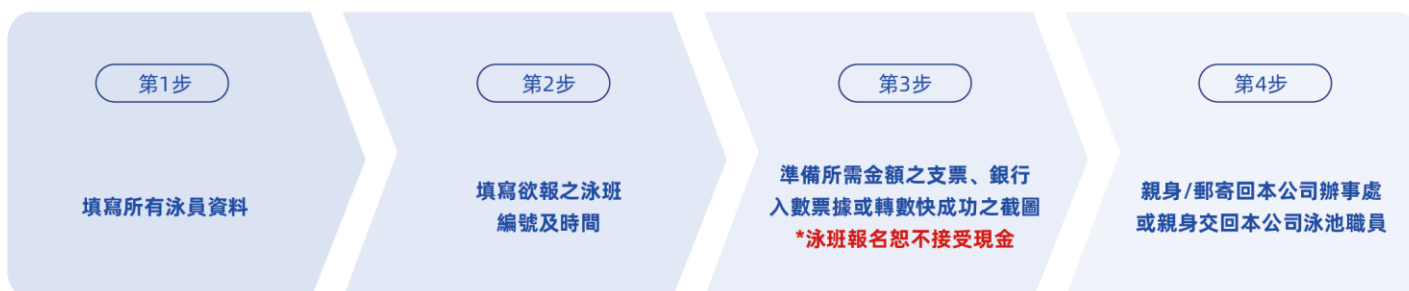 第1步
填寫所有泳員資料
第2步
填寫欲報之泳班
編號及時間
第3步
準備所需金額之支票、銀行
入數票據或轉數快成功之截圖
*泳班報名恕不接受現金
第4步
親身/郵寄回本公司辦事處
或親身交回本公司泳池職員